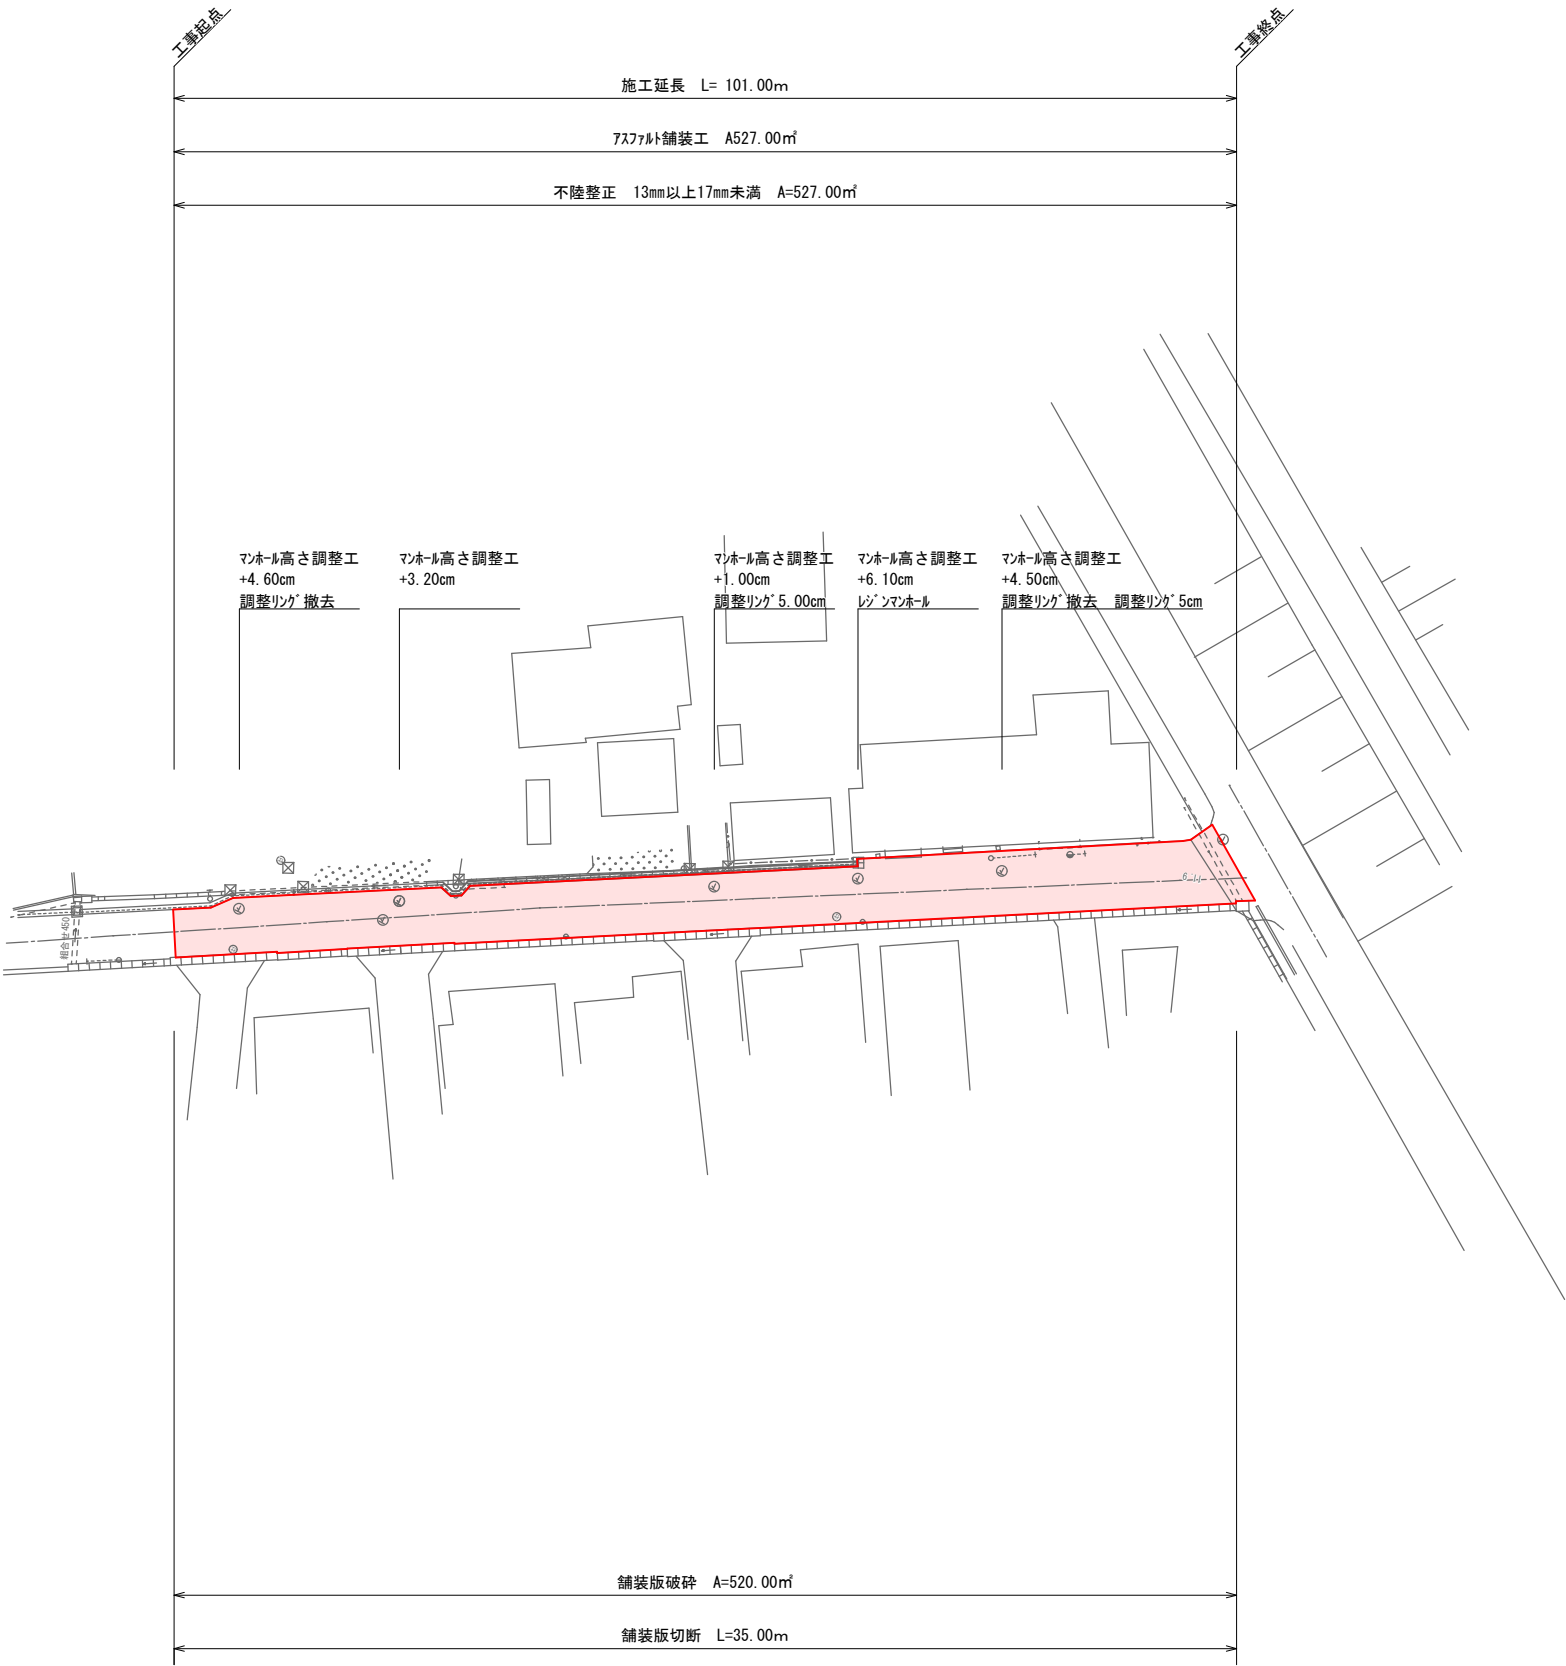 工事起点
工事終点
施工延長　L= 101.00m
ｱｽﾌｧﾙﾄ舗装工　A527.00㎡
不陸整正　13mm以上17mm未満　A=527.00㎡
ﾏﾝﾎｰﾙ高さ調整工
+4.60cm
調整ﾘﾝｸﾞ撤去
ﾏﾝﾎｰﾙ高さ調整工
+3.20cm
ﾏﾝﾎｰﾙ高さ調整工
+1.00cm
調整ﾘﾝｸﾞ5.00cm
ﾏﾝﾎｰﾙ高さ調整工
+6.10cm
ﾚｼﾞﾝﾏﾝﾎｰﾙ
ﾏﾝﾎｰﾙ高さ調整工
+4.50cm
調整ﾘﾝｸﾞ撤去　調整ﾘﾝｸﾞ5cm
組合せ450
舗装版破砕　A=520.00㎡
舗装版切断　L=35.00m